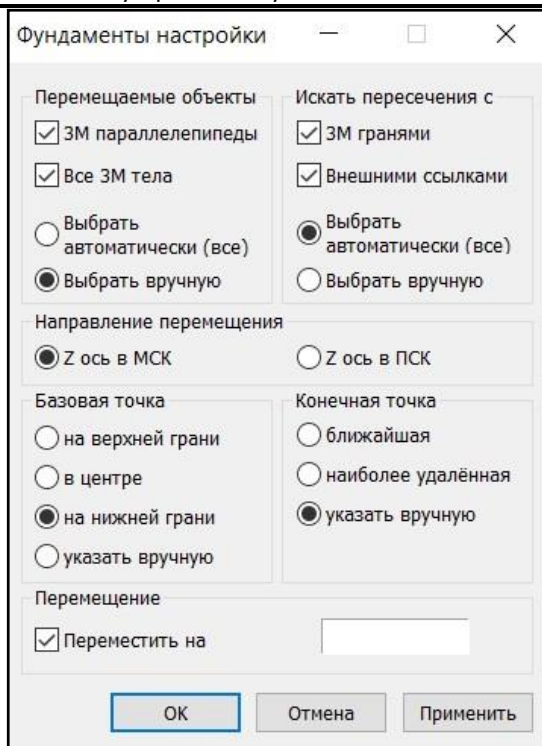 Фундаменты настройки
Перемещаемые объекты
3М параллелепипеды
Все 3М тела
Выбрать
автоматически (все)
Выбрать вручную
Искать пересечения с
3М гранями
Внешними ссылками
Выбрать
автоматически (все)
Выбрать вручную
Направление перемещения
Z ось в МСК
Z ось в ПСК
Базовая точка
на верхней грани
в центре
на нижней грани
указать вручную
Конечная точка
ближайшая
наиболее удалённая
указать вручную
Перемещение
Переместить на
ОК
Отмена
Применить